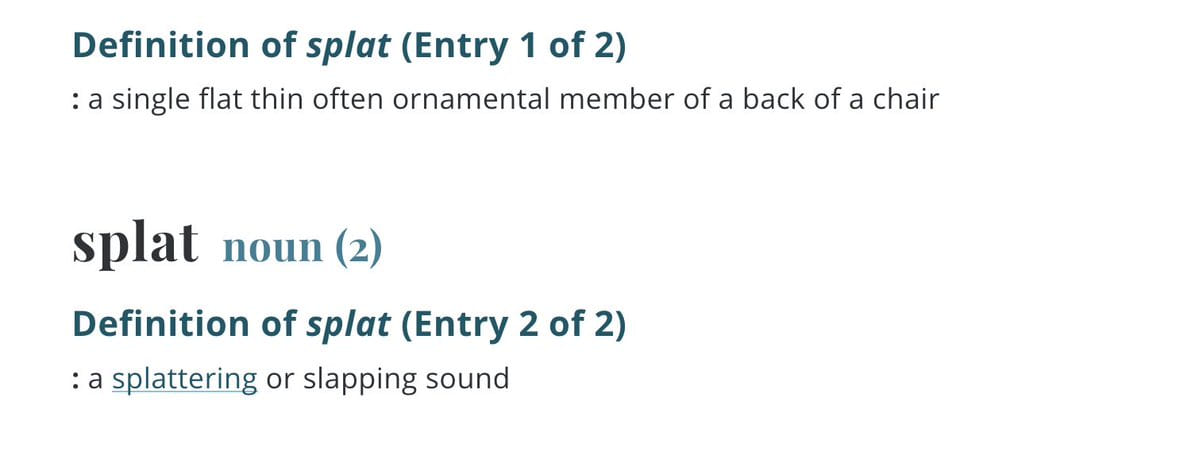 Definition of splat (Entry 1 of 2)
: a single flat thin often ornamental member of a back of a chair
splat noun (2)
Definition of splat (Entry 2 of 2)
: a splattering or slapping sound